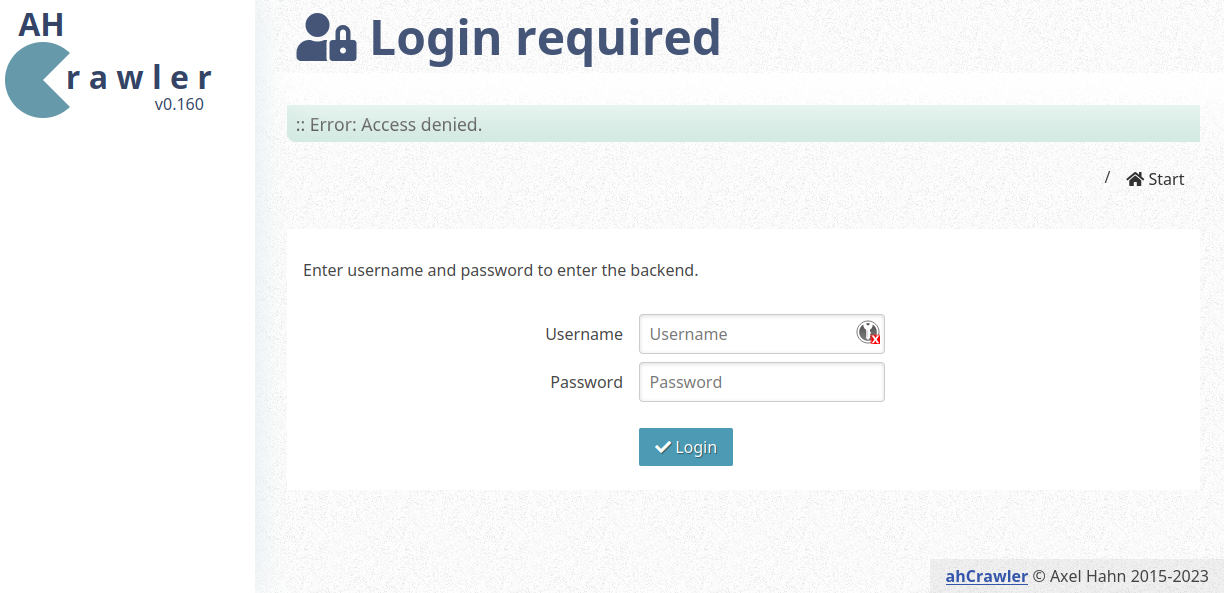 AH
rawler
v0.160
Login required
:: Error: Access denied.
/ Start
Enter username and password to enter the backend.
Username Username
Password Password
Login
ahCrawler © Axel Hahn 2015-2023